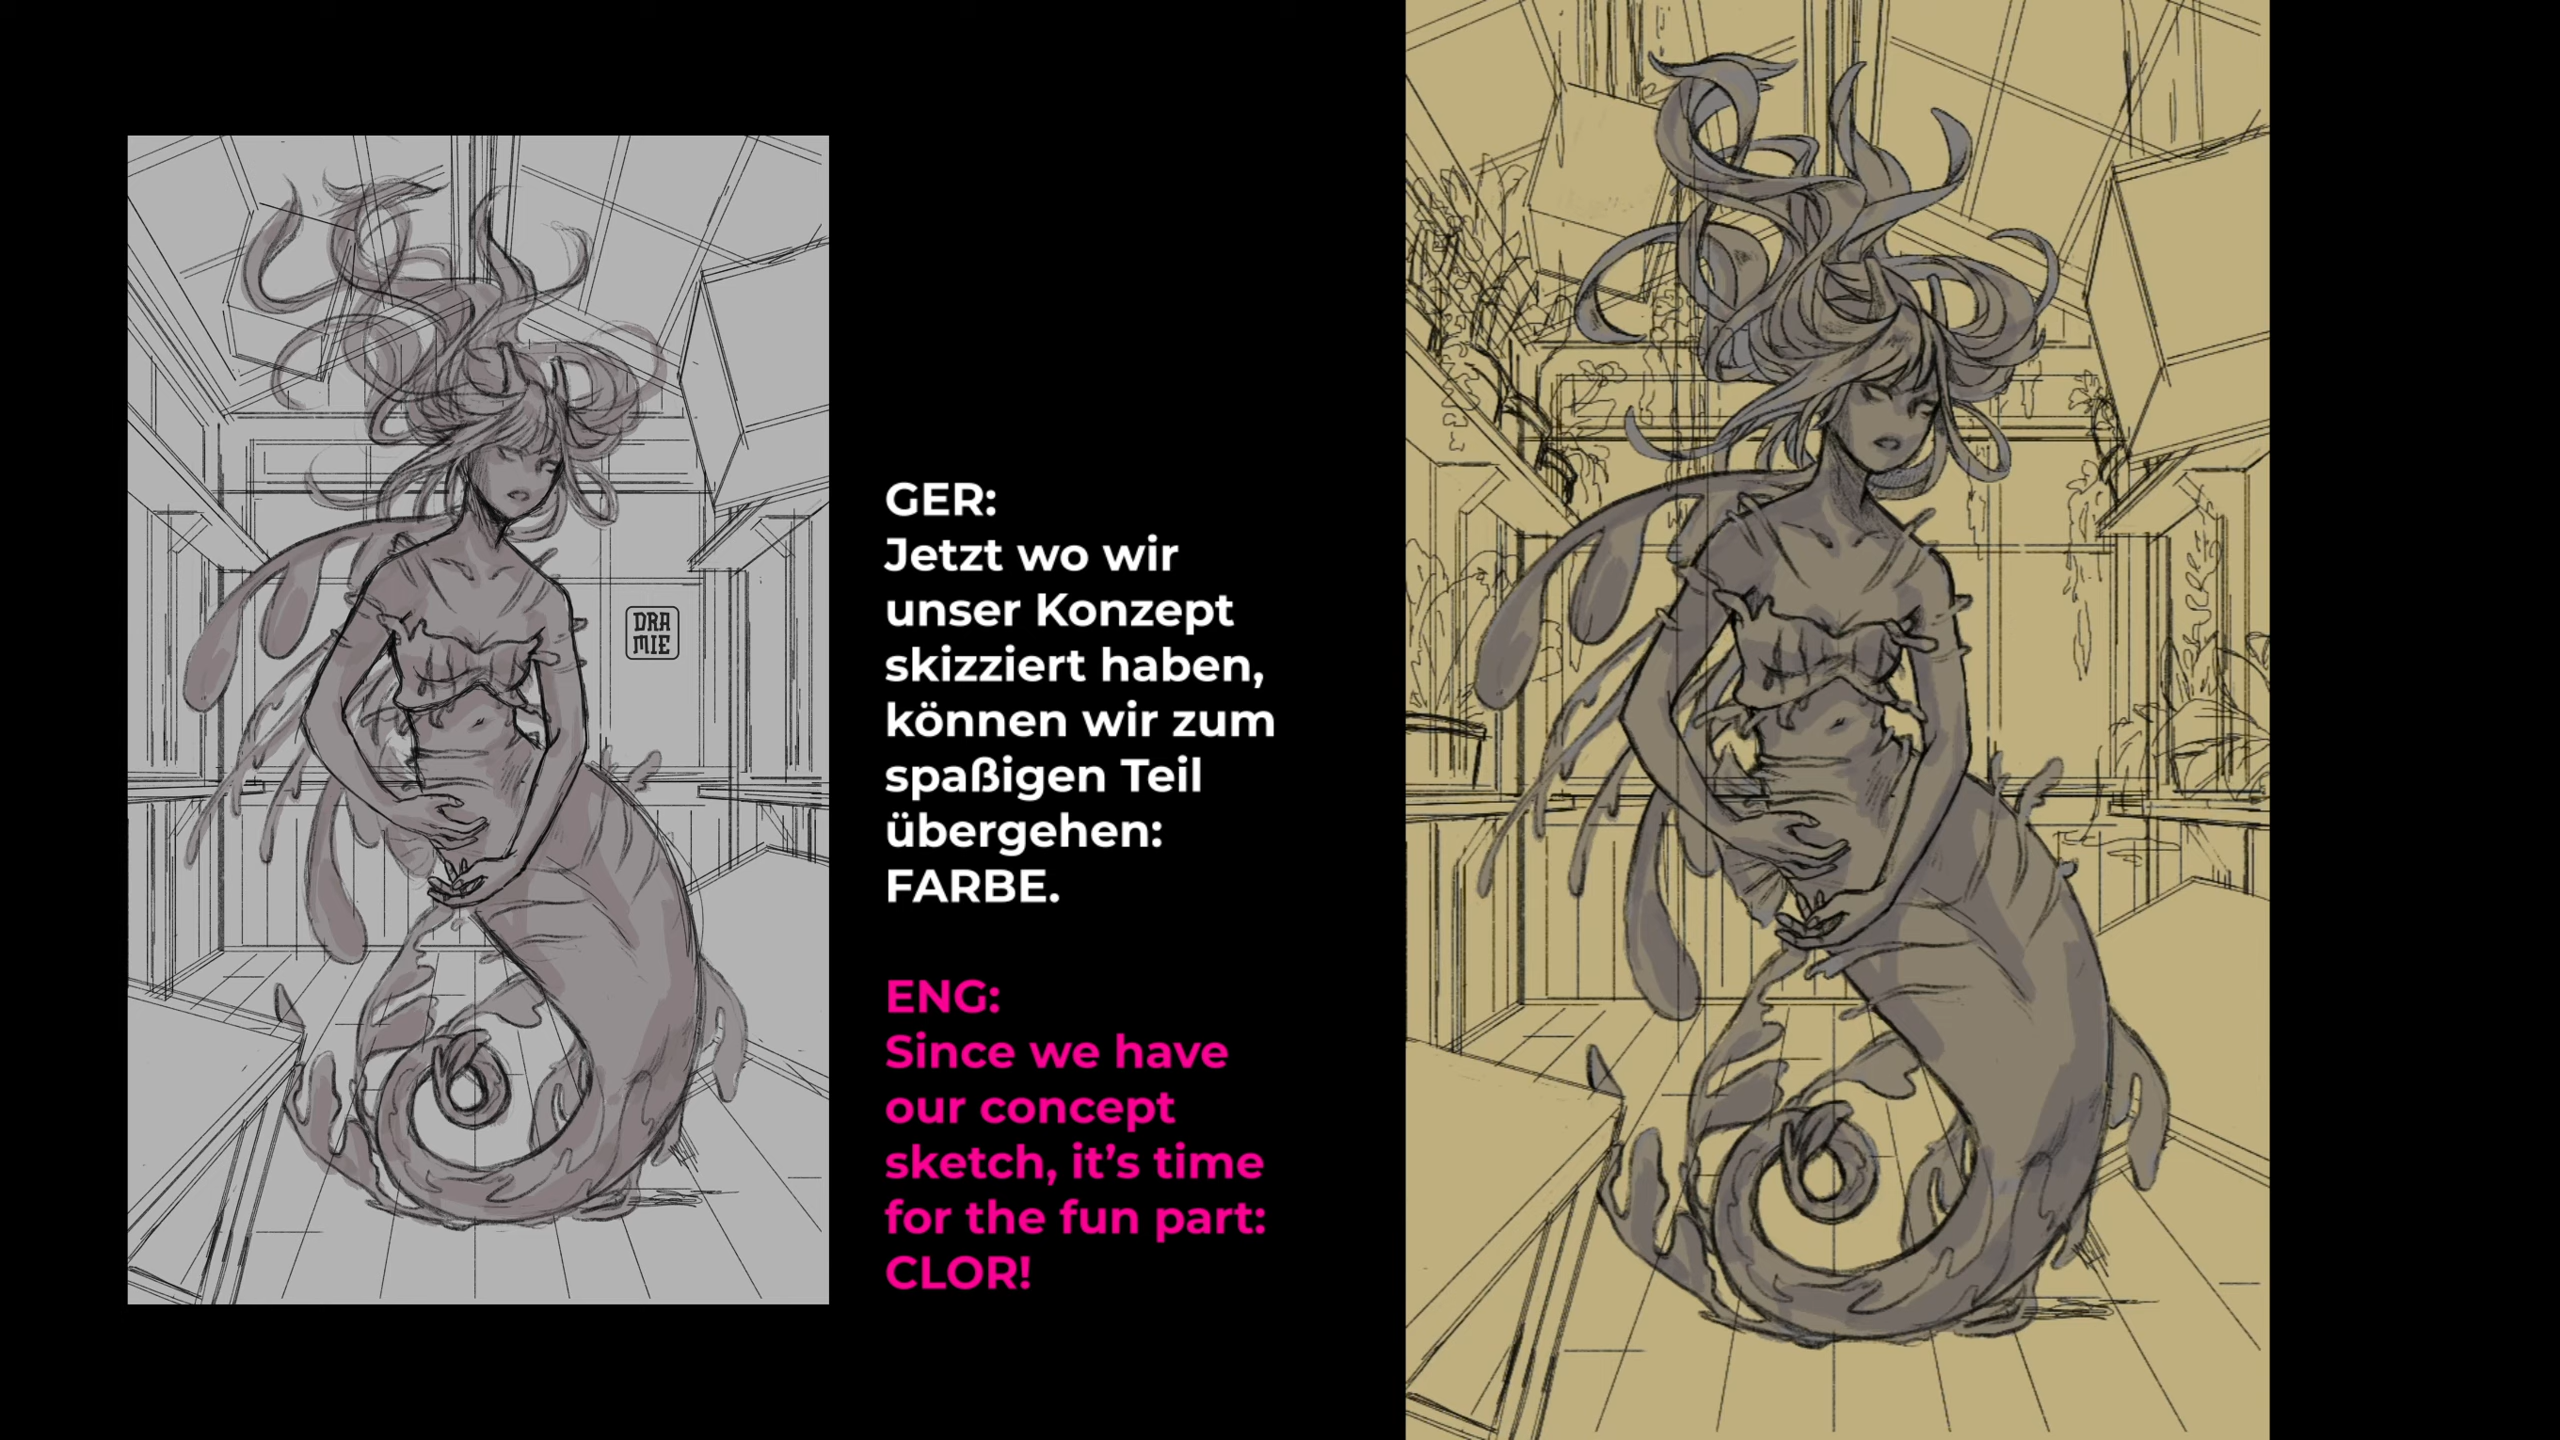 DRA
MIE
GER:
Jetzt wo wir
unser Konzept
skizziert haben,
können wir zum
spaßigen Teil
übergehen:
FARBE.
ENG:
Since we have
our concept
sketch, it’s time
for the fun part:
CLOR!